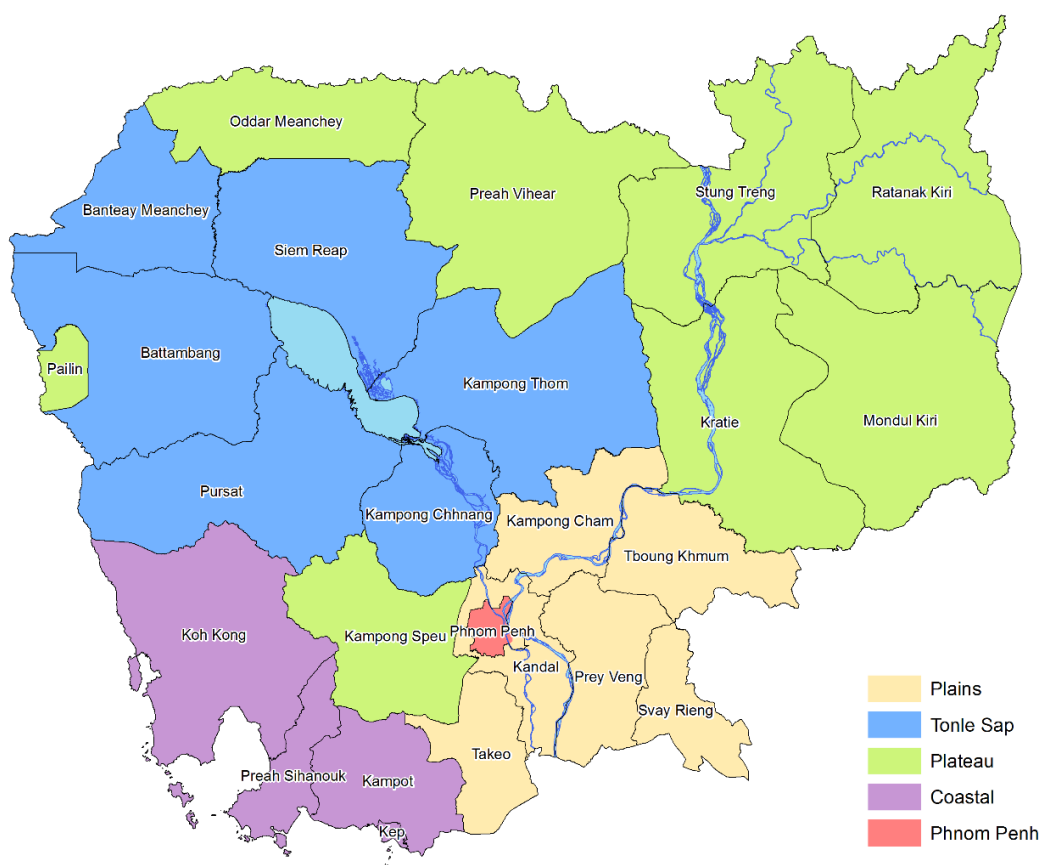 Oddar Meanchey
Preah Vihear
Stung Treng
Ratanak Kiri
Banteay Meanchey
Siem Reap
Battambang
Pailin
Kampong Thom
Kratie
Mondul Kiri
Pursat
Kampong Chhnang
Kampong Cham
Tboung Khmum
Koh Kong
Kampong Speu
Phnom Penh
Kandal
Prey Veng
Svay Rieng
Takeo
Preah Sihanouk
Kampot
Kep
Plains
Tonle Sap
Plateau
Coastal
Phnom Penh